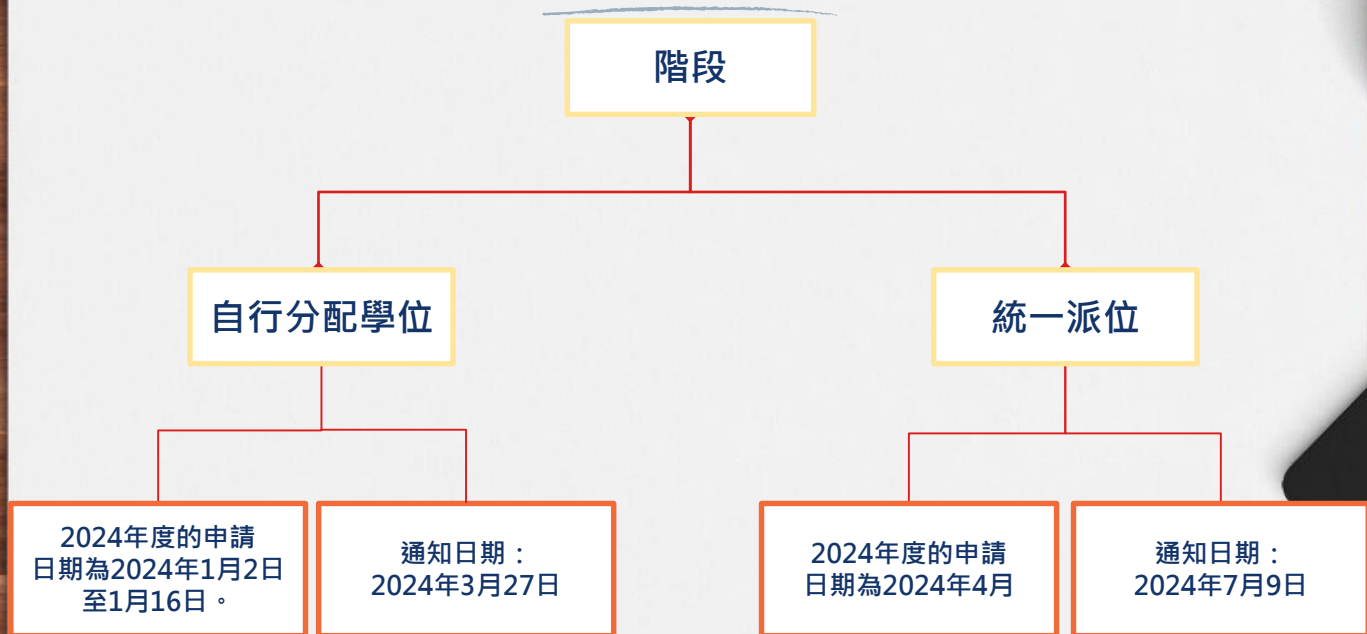 階段
自行分配學位
統一派位
2024年度的申請
日期為2024年1月2日
至1月16日。
通知日期：
2024年3月27日
2024年度的申請
日期為2024年4月
通知日期：
2024年7月9日